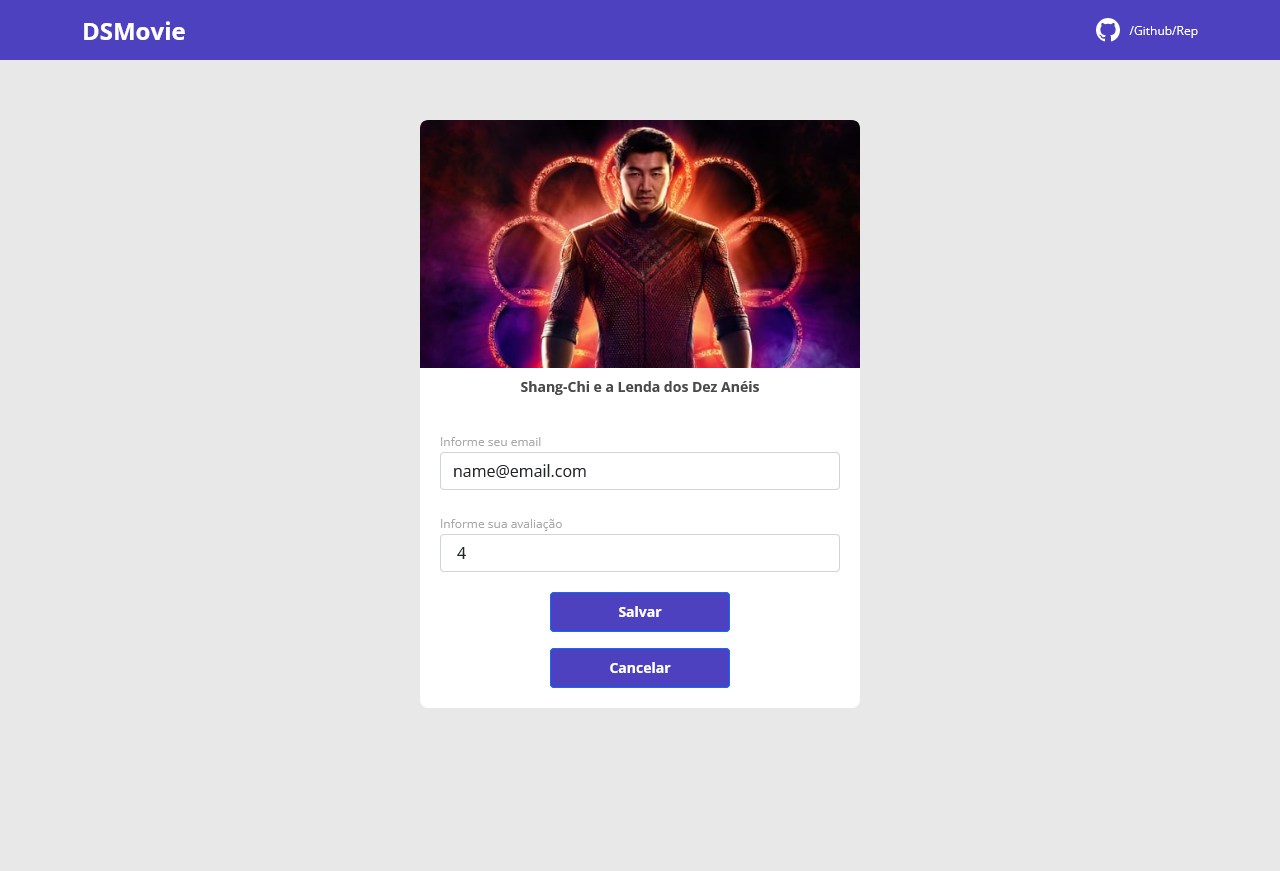 DSMovie
/Github/Rep
Shang-Chi e a Lenda dos Dez Anéis
Informe seu email
name@email.com
Informe sua avaliação
4
Salvar
Cancelar